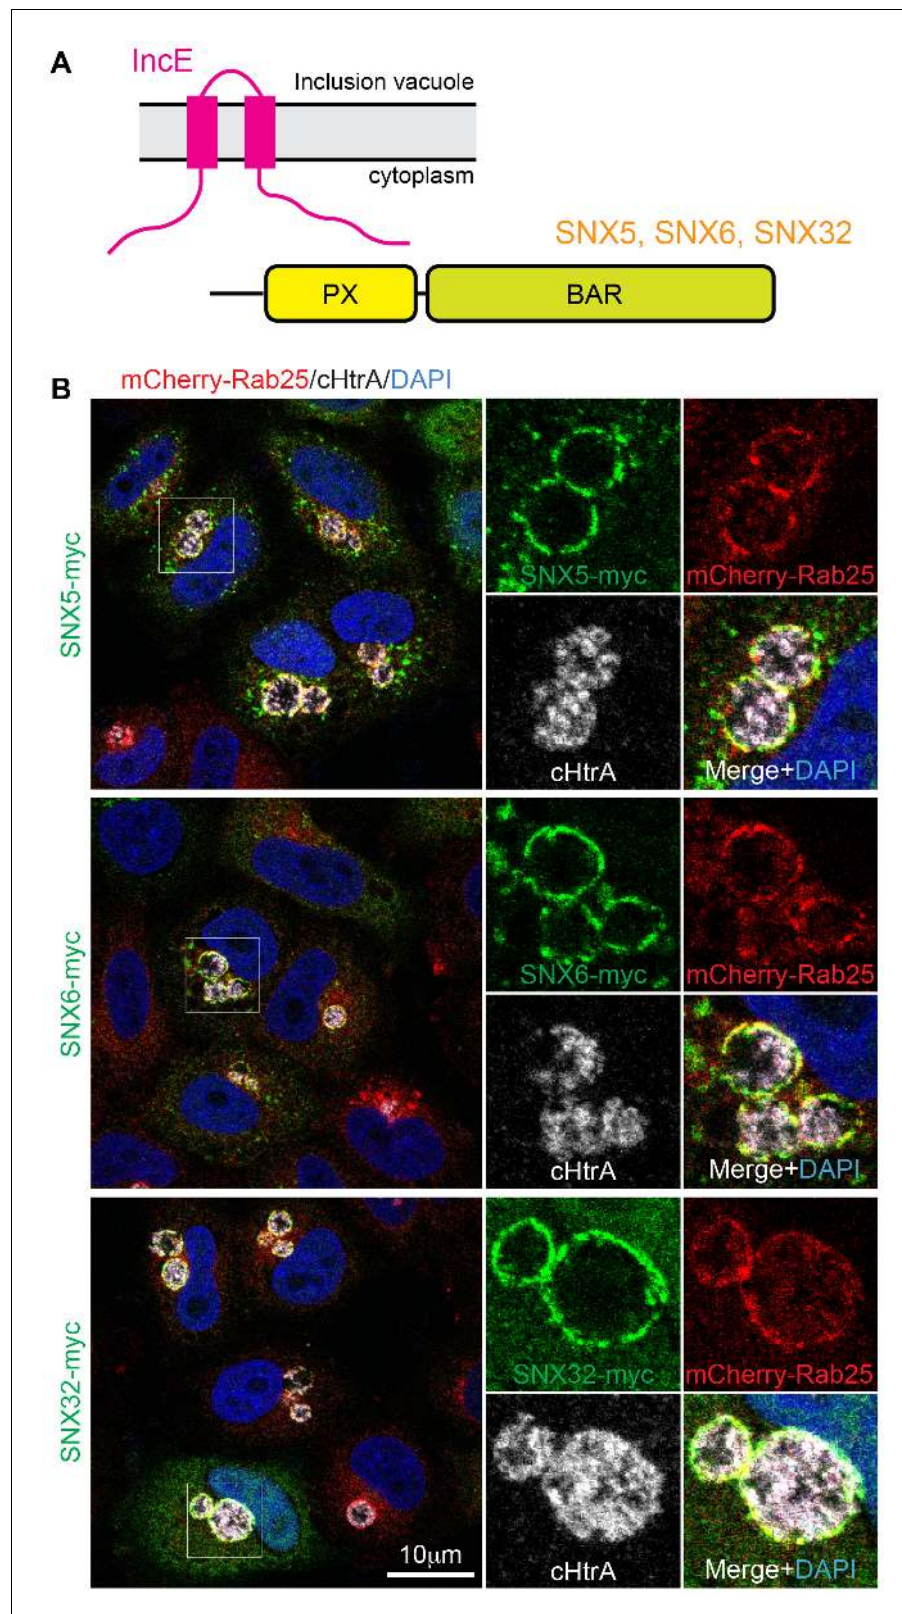 A
IncE
Inclusion vacuole
cytoplasm
SNX5, SNX6, SNX32
PX
BAR
B
mCherry-Rab25/cHtrA/DAPI
SNX5-myc
SNX5-myc
mCherry-Rab25
cHtrA
Merge+DAPI
SNX6-myc
SNX6-myc
mCherry-Rab25
cHtrA
Merge+DAPI
SNX32-myc
SNX32-myc
mCherry-Rab25
10μm
cHtrA
Merge+DAPI